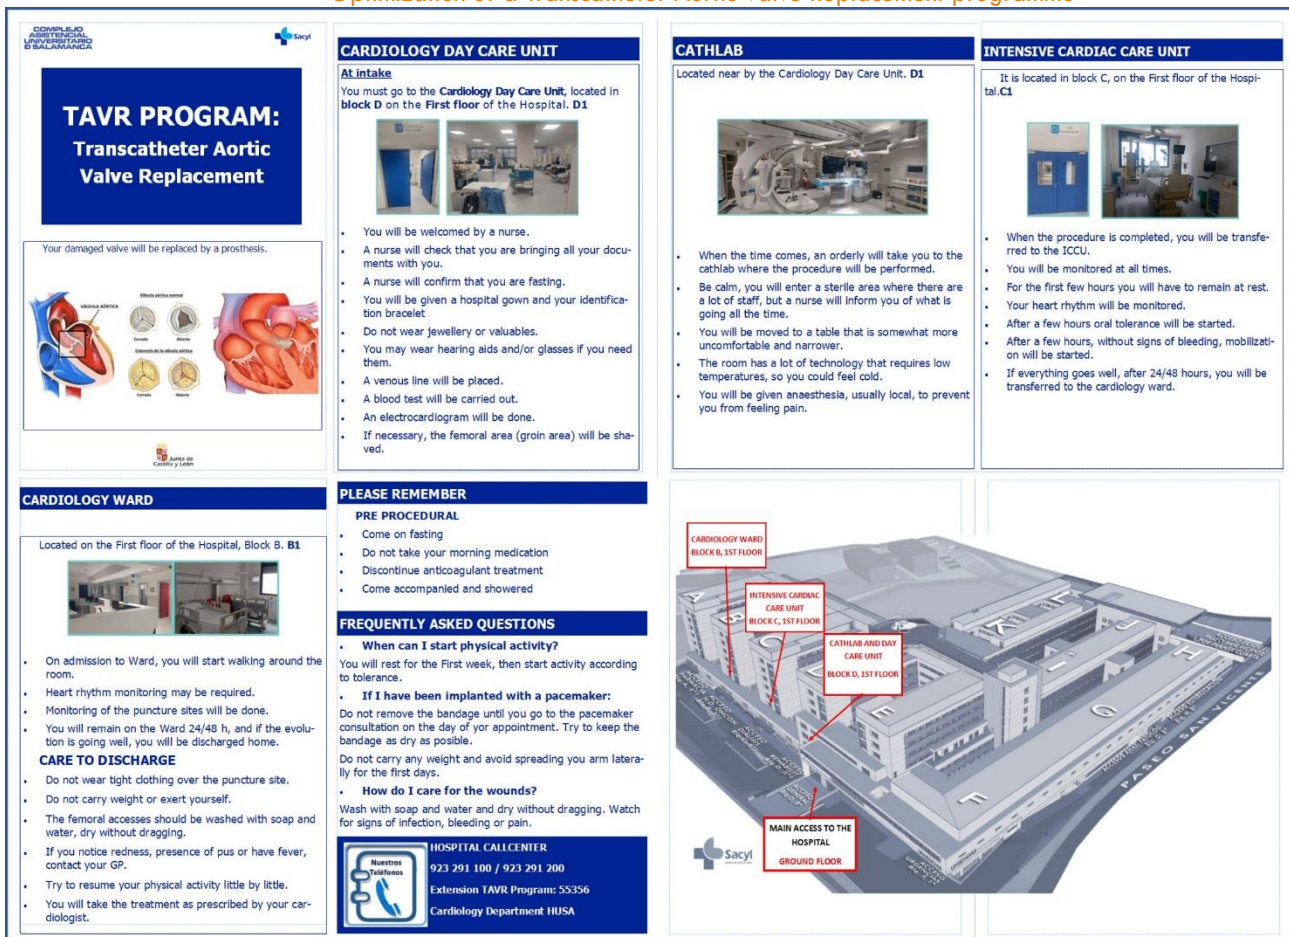 COMPLEJO
ASISTENCIAL
UNIVERSITARIO
D SALAMANCA
Sacyl
TAVR PROGRAM:
Transcatheter Aortic
Valve Replacement
Your damaged valve will be replaced by a prosthesis.
VÁLVULA AÓRTICA
Válvula aórtica normal
Cerrada
Abierta
Estenosis de la válvula aórtica
Cerrada
Abierta
Junta de
Castilla y León
CARDIOLOGY DAY CARE UNIT
At intake
You must go to the Cardiology Day Care Unit, located in
block D on the First floor of the Hospital. D1
• You will be welcomed by a nurse.
• A nurse will check that you are bringing all your docu-
ments with you.
• A nurse will confirm that you are fasting.
• You will be given a hospital gown and your identifica-
tion bracelet
• Do not wear jewellery or valuables.
• You may wear hearing aids and/or glasses if you need
them.
• A venous line will be placed.
• A blood test will be carried out.
• An electrocardiogram will be done.
• If necessary, the femoral area (groin area) will be sha-
ved.
CATHLAB
Located near by the Cardiology Day Care Unit. D1
• When the time comes, an orderly will take you to the
cathlab where the procedure will be performed.
• Be calm, you will enter a sterile area where there are
a lot of staff, but a nurse will inform you of what is
going all the time.
• You will be moved to a table that is somewhat more
uncomfortable and narrower.
• The room has a lot of technology that requires low
temperatures, so you could feel cold.
• You will be given anaesthesia, usually local, to prevent
you from feeling pain.
INTENSIVE CARDIAC CARE UNIT
It is located in block C, on the First floor of the Hospi-
tal.C1
• When the procedure is completed, you will be transfe-
rred to the ICCU.
• You will be monitored at all times.
• For the first few hours you will have to remain at rest.
• Your heart rhythm will be monitored.
• After a few hours oral tolerance will be started.
• After a few hours, without signs of bleeding, mobilizati-
on will be started.
• If everything goes well, after 24/48 hours, you will be
transferred to the cardiology ward.
CARDIOLOGY WARD
Located on the First floor of the Hospital, Block B. B1
• On admission to Ward, you will start walking around the
room.
• Heart rhythm monitoring may be required.
• Monitoring of the puncture sites will be done.
• You will remain on the Ward 24/48 h, and if the evolu-
tion is going well, you will be discharged home.
CARE TO DISCHARGE
• Do not wear tight clothing over the puncture site.
• Do not carry weight or exert yourself.
• The femoral accesses should be washed with soap and
water, dry without dragging.
• If you notice redness, presence of pus or have fever,
contact your GP.
• Try to resume your physical activity little by little.
• You will take the treatment as prescribed by your car-
diologist.
PLEASE REMEMBER
PRE PROCEDURAL
• Come on fasting
• Do not take your morning medication
• Discontinue anticoagulant treatment
• Come accompanied and showered
FREQUENTLY ASKED QUESTIONS
• When can I start physical activity?
You will rest for the First week, then start activity according
to tolerance.
• If I have been implanted with a pacemaker:
Do not remove the bandage until you go to the pacemaker
consultation on the day of yor appointment. Try to keep the
bandage as dry as posible.
Do not carry any weight and avoid spreading you arm latera-
lly for the first days.
• How do I care for the wounds?
Wash with soap and water and dry without dragging. Watch
for signs of infection, bleeding or pain.
Nuestros
Teléfonos
HOSPITAL CALLCENTER
923 291 100 / 923 291 200
Extension TAVR Program: 55356
Cardiology Department HUSA
CARDIOLOGY WARD
BLOCK B, 1ST FLOOR
INTENSIVE CARDIAC
CARE UNIT
BLOCK C, 1ST FLOOR
CATHLAB AND DAY
CARE UNIT
BLOCK D, 1ST FLOOR
A
B
C
E
F
G
H
I
J
K
L
PASEO SAN VICENTE
MAIN ACCESS TO THE
HOSPITAL
GROUND FLOOR
Sacyl